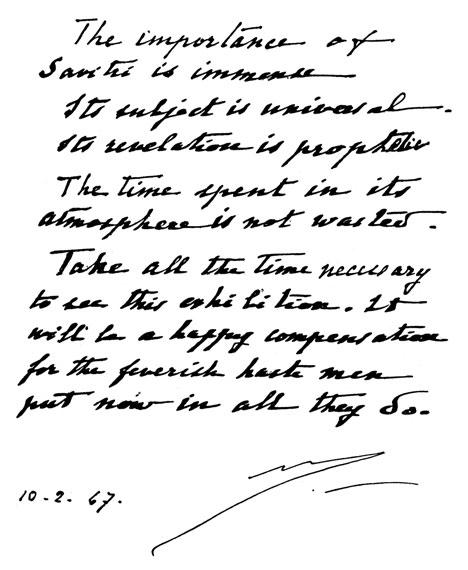 The importance of
Savitri is immense
Its subject is universal.
Its revelation is prophetic
The time spent in its
atmosphere is not wasted.
Take all the time necessary
to see this exhibition. It
will be a happy compensation
for the feverish haste men
put now in all they do.
10-2.67.